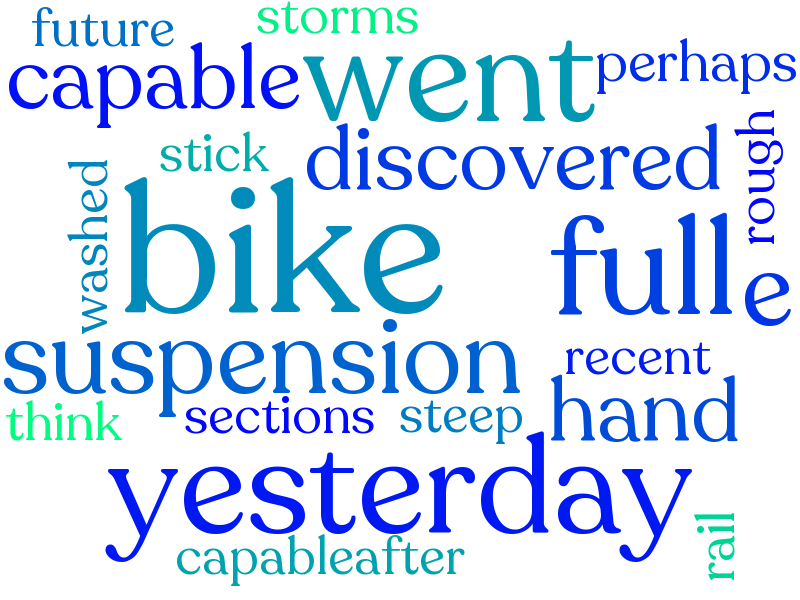 future
storms
capable
went
perhaps
stick
discovered
rough
washed
bike
full
e
suspension
recent
think
sections
steep
hand
yesterday
capableafter
rail